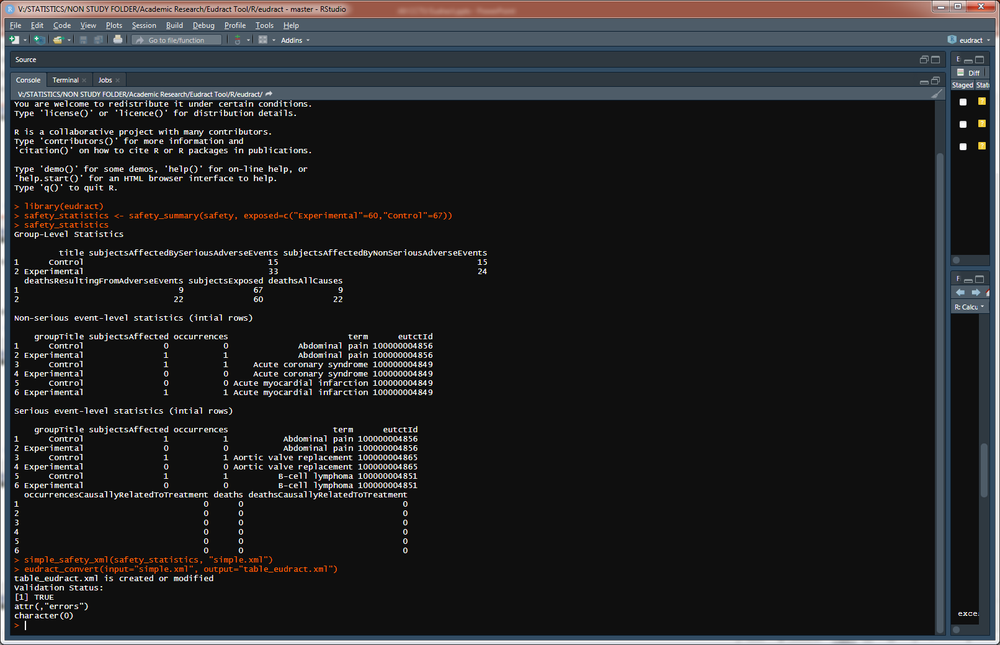 V:/STATISTICS/NON STUDY FOLDER/Academic Research/Eudract Tool/R/eudract - master - RStudio
File Edit Code View Plots Session Build Debug Profile Tools Help
Go to file/function Addins eudract
Source
Console Terminal Jobs
V:/STATISTICS/NON STUDY FOLDER/Academic Research/Eudract Tool/R/eudract/
You are welcome to redistribute it under certain conditions.
Type 'license()' or 'licence()' for distribution details.
R is a collaborative project with many contributors.
Type 'contributors()' for more information and
'citation()' on how to cite R or R packages in publications.
Type 'demo()' for some demos, 'help()' for on-line help, or
'help.start()' for an HTML browser interface to help.
Type 'q()' to quit R.
> library(eudract)
> safety_statistics <- safety_summary(safety, exposed=c("Experimental"=60,"Control"=67))
> safety_statistics
Group-Level Statistics
title subjectsAffectedBySeriousAdverseEvents subjectsAffectedByNonSeriousAdverseEvents
1 Control 15 15
2 Experimental 33 24
deathsResultingFromAdverseEvents subjectsExposed deathsAllCauses
1 9 67 9
2 22 60 22
Non-serious event-level statistics (intial rows)
groupTitle subjectsAffected occurrences term eutctId
1 Control 0 0 Abdominal pain 100000004856
2 Experimental 1 1 Abdominal pain 100000004856
3 Control 1 1 Acute coronary syndrome 100000004849
4 Experimental 0 0 Acute coronary syndrome 100000004849
5 Control 0 0 Acute myocardial infarction 100000004849
6 Experimental 1 1 Acute myocardial infarction 100000004849
Serious event-level statistics (intial rows)
groupTitle subjectsAffected occurrences term eutctId
1 Control 1 1 Abdominal pain 100000004856
2 Experimental 0 0 Abdominal pain 100000004856
3 Control 1 1 Aortic valve replacement 100000004865
4 Experimental 0 0 Aortic valve replacement 100000004865
5 Control 1 1 B-cell lymphoma 100000004851
6 Experimental 0 0 B-cell lymphoma 100000004851
occurrencesCausallyRelatedToTreatment deaths deathsCausallyRelatedToTreatment
1 0 0 0
2 0 0 0
3 0 0 0
4 0 0 0
5 0 0 0
6 0 0 0
> simple_safety_xml(safety_statistics, "simple.xml")
> eudract_convert(input="simple.xml", output="table_eudract.xml")
table_eudract.xml is created or modified
Validation Status:
[1] TRUE
attr(,"errors")
character(0)
>
E
Diff
Staged Statu
F
R: Calcu
exce